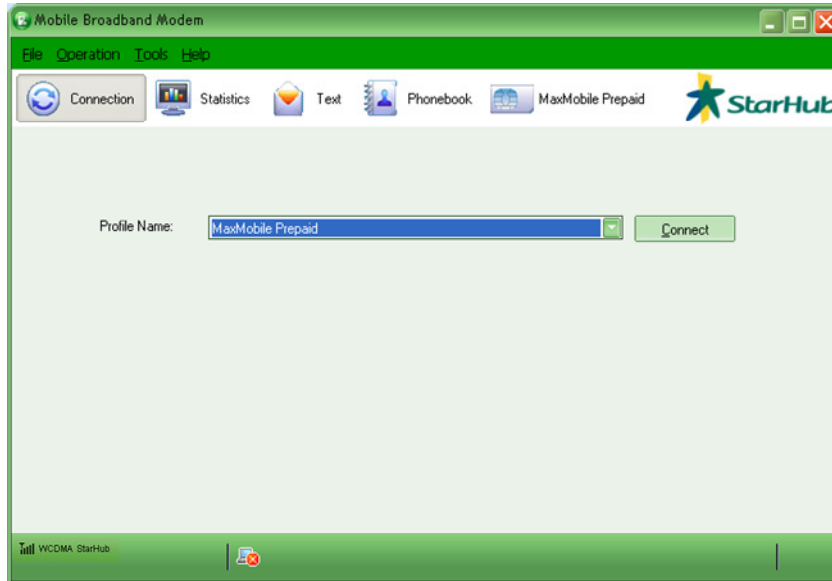 Mobile Broadband Modem
File Operation Tools Help
Connection Statistics Text Phonebook MaxMobile Prepaid StarHub
Profile Name: MaxMobile Prepaid Connect
WCDMA StarHub